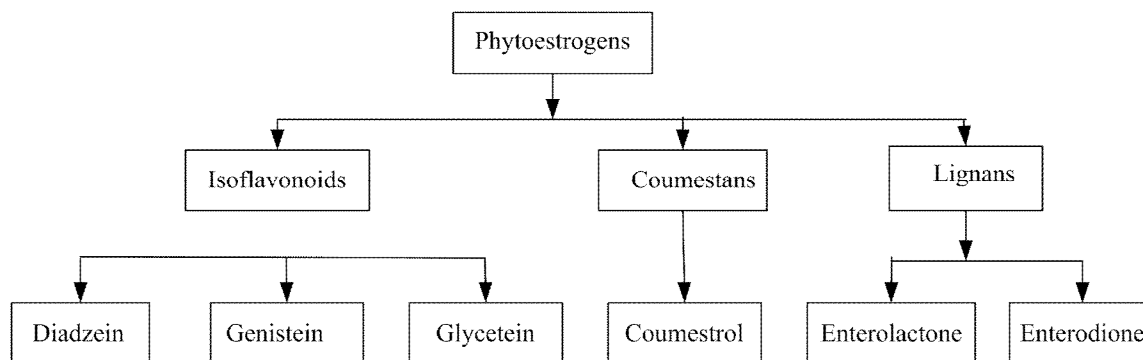 Phytoestrogens
Isoflavonoids
Coumestans
Lignans
Diadzein
Genistein
Glycetein
Coumestrol
Enterolactone
Enterodione